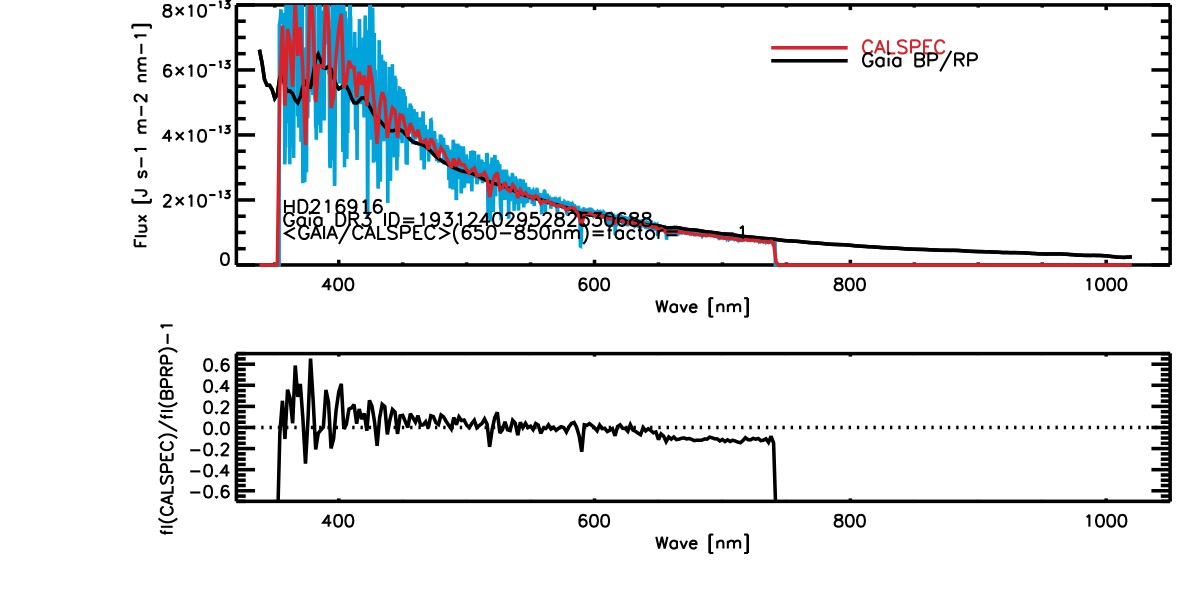 8×10−13
6×10−13
4×10−13
2×10−13
0
Flux [J s−1 m−2 nm−1]
CALSPEC
Gaia BP/RP
HD216916
Gaia DR3 ID=1931240295282530688
<GAIA/CALSPEC>(650−850nm)=factor= 1
400 600 800 1000
Wave [nm]
fl(CALSPEC)/fl(BPRP)−1
0.6
0.4
0.2
0.0
−0.2
−0.4
−0.6
400 600 800 1000
Wave [nm]